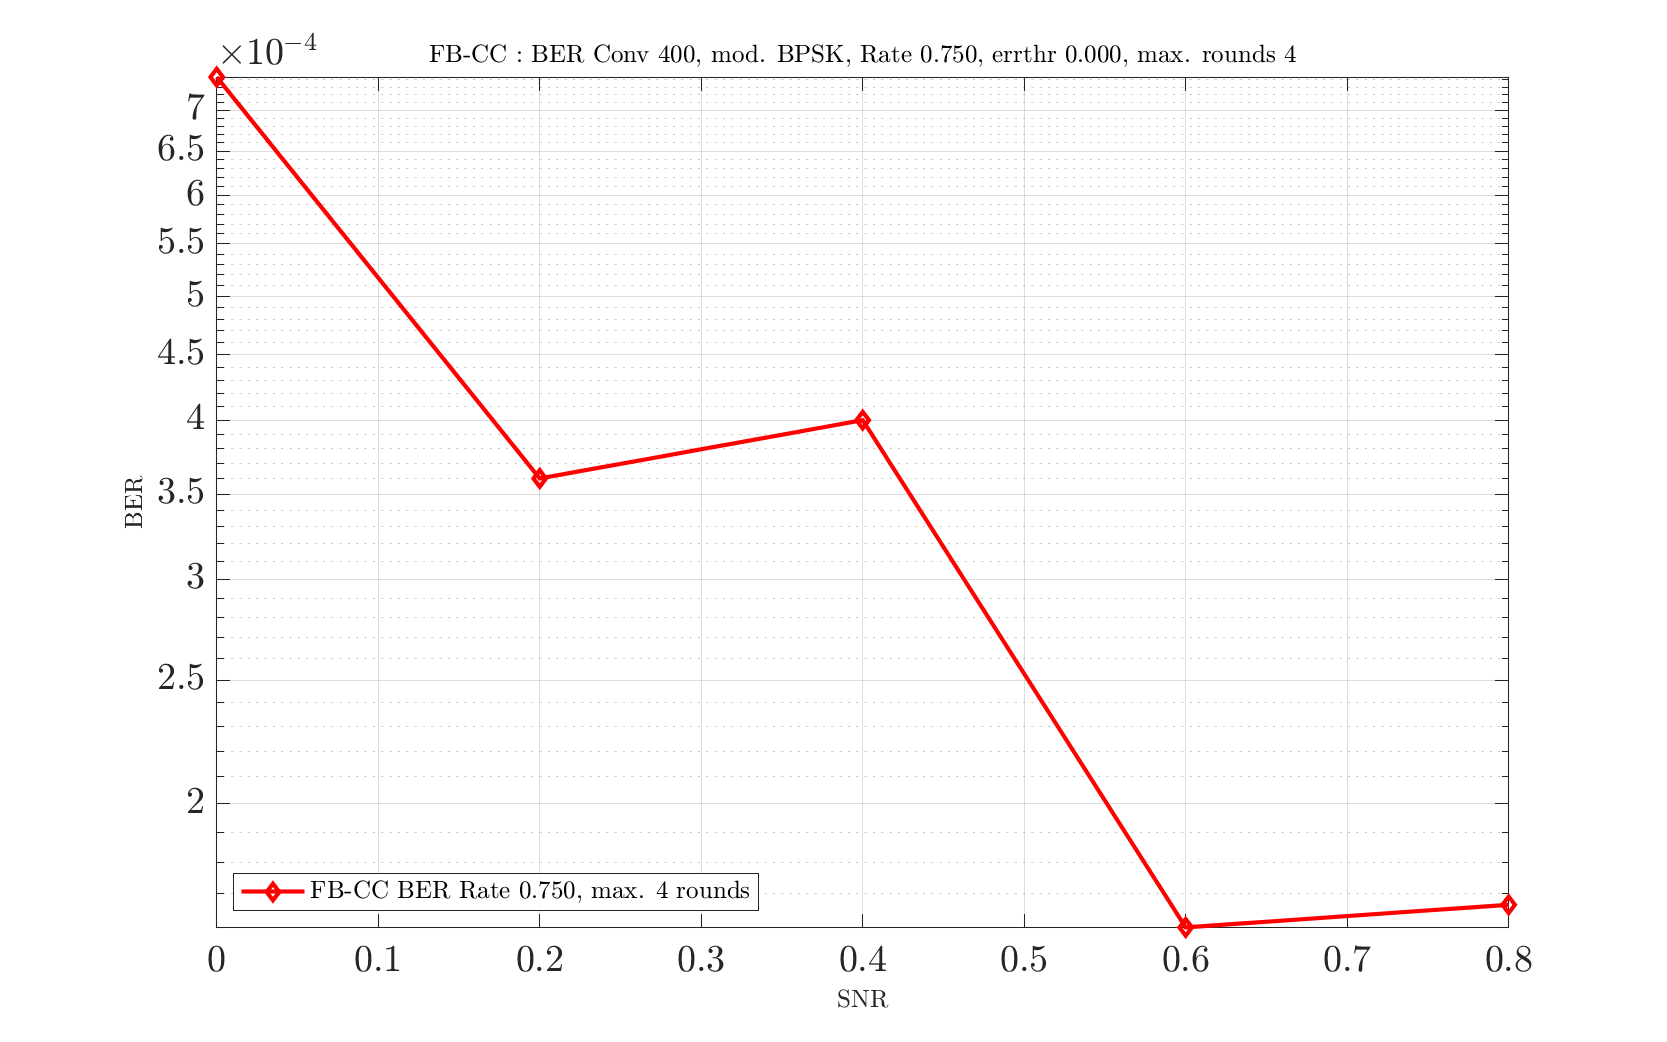 ×10⁻⁴
FB-CC : BER Conv 400, mod. BPSK, Rate 0.750, errthr 0.000, max. rounds 4
7
6.5
6
5.5
5
4.5
4
3.5
3
2.5
2
BER
FB-CC BER Rate 0.750, max. 4 rounds
0 0.1 0.2 0.3 0.4 0.5 0.6 0.7 0.8
SNR